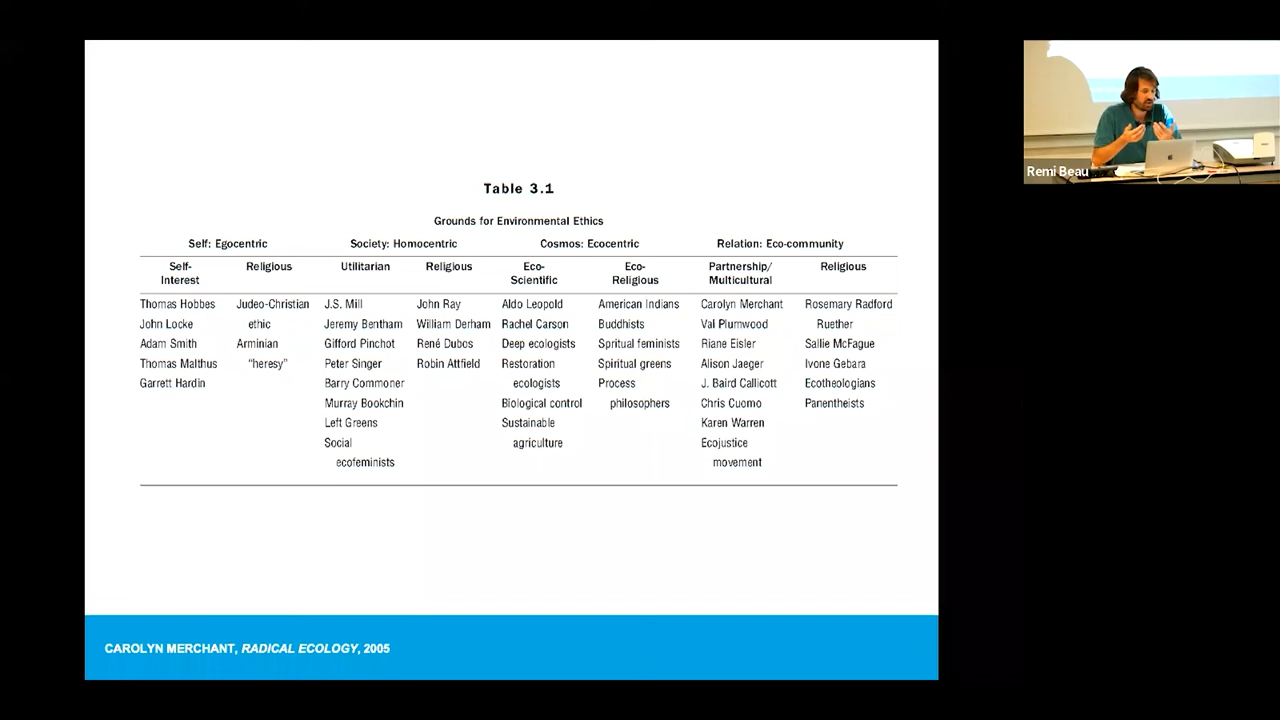 Table 3.1
Grounds for Environmental Ethics
Self: Egocentric Society: Homocentric Cosmos: Ecocentric Relation: Eco-community
Self-
Interest
Religious
Utilitarian
Religious
Eco-
Scientific
Eco-
Religious
Partnership/
Multicultural
Religious
Thomas Hobbes
John Locke
Adam Smith
Thomas Malthus
Garrett Hardin
Judeo-Christian
ethic
Arminian
"heresy"
J.S. Mill
Jeremy Bentham
Gifford Pinchot
Peter Singer
Barry Commoner
Murray Bookchin
Left Greens
Social
ecofeminists
John Ray
William Derham
René Dubos
Robin Attfield
Aldo Leopold
Rachel Carson
Deep ecologists
Restoration
ecologists
Biological control
Sustainable
agriculture
American Indians
Buddhists
Spritual feminists
Spiritual greens
Process
philosophers
Carolyn Merchant
Val Plumwood
Riane Eisler
Alison Jaeger
J. Baird Callicott
Chris Cuomo
Karen Warren
Ecojustice
movement
Rosemary Radford
Ruether
Sallie McFague
Ivone Gebara
Ecotheologians
Panentheists
CAROLYN MERCHANT, RADICAL ECOLOGY, 2005
Remi Beau